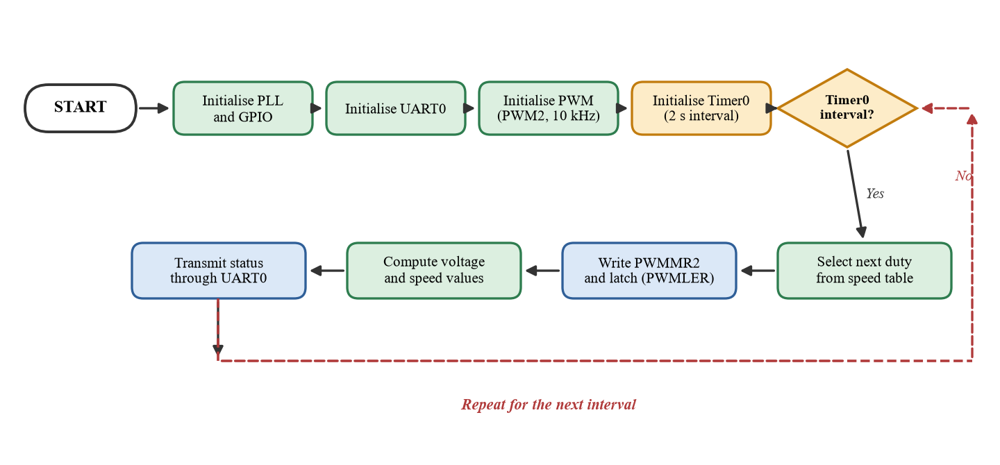 START
Initialise PLL
and GPIO
Initialise UART0
Initialise PWM
(PWM2, 10 kHz)
Initialise Timer0
(2 s interval)
Timer0
interval?
No
Yes
Transmit status
through UART0
Compute voltage
and speed values
Write PWMMR2
and latch (PWMLER)
Select next duty
from speed table
Repeat for the next interval